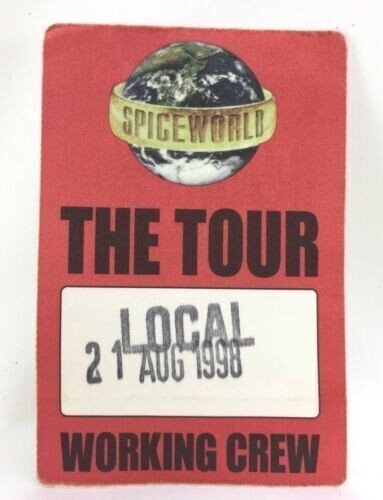 SPICEWORLD
THE TOUR
LOCAL
21 AUG 1998
WORKING CREW